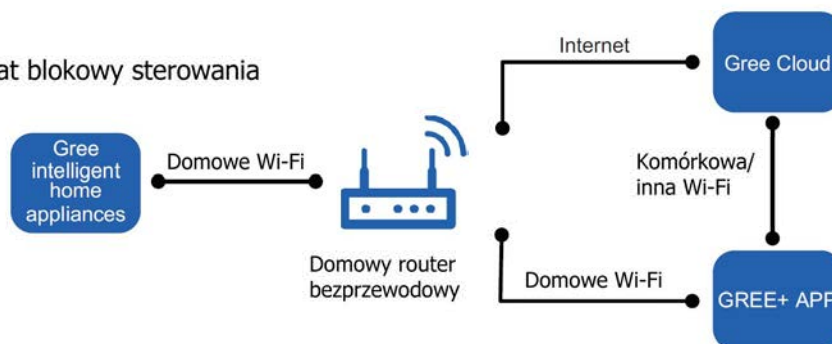 at blokowy sterowania
Internet
Gree Cloud
Gree
intelligent
home
appliances
Domowe Wi-Fi
Komórkowa/
inna Wi-Fi
Domowy router
bezprzewodowy
Domowe Wi-Fi
GREE+ APP